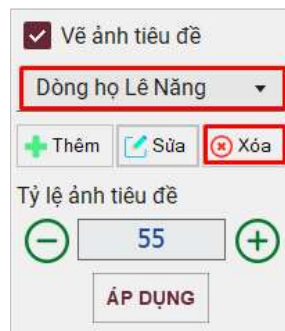 Vẽ ảnh tiêu đề
Dòng họ Lê Năng
Thêm Sửa Xóa
Tỷ lệ ảnh tiêu đề
55
ÁP DỤNG